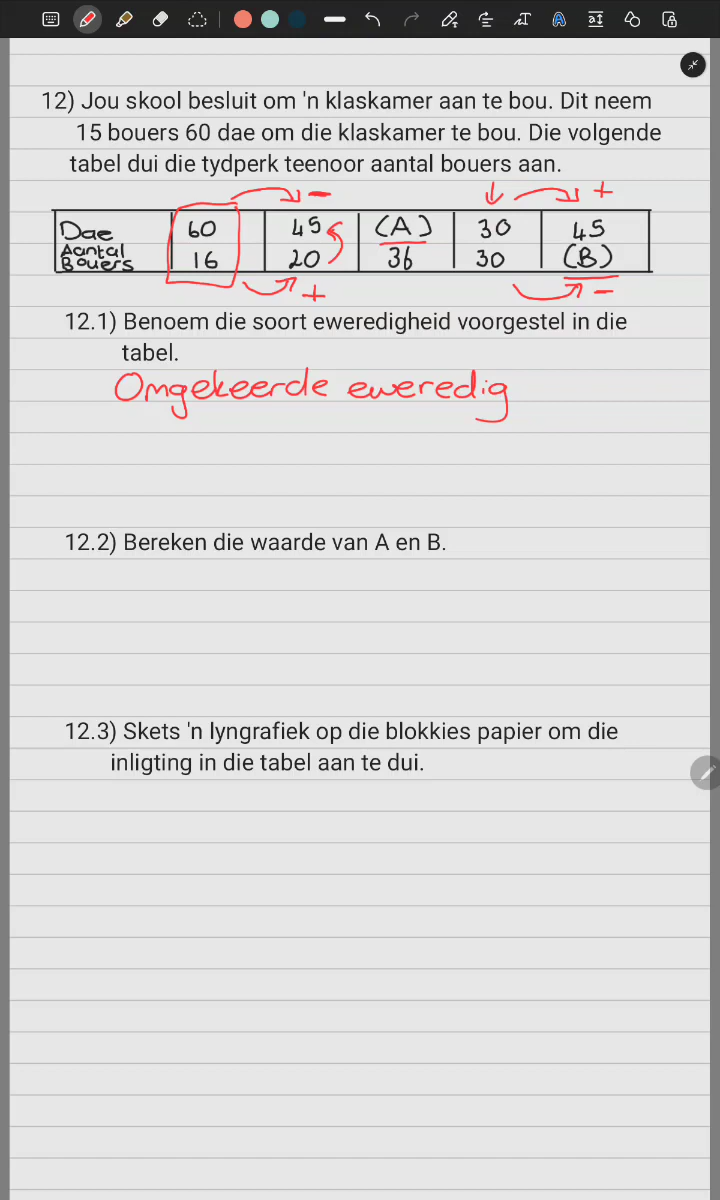 12) Jou skool besluit om 'n klaskamer aan te bou. Dit neem
15 bouers 60 dae om die klaskamer te bou. Die volgende
tabel dui die tydperk teenoor aantal bouers aan.
Dae 60 45 (A) 30 45
Aantal Bouers 16 20 36 30 (B)
- +
+ -
12.1) Benoem die soort eweredigheid voorgestel in die
tabel.
Omgekeerde eweredig
12.2) Bereken die waarde van A en B.
12.3) Skets 'n lyngrafiek op die blokkies papier om die
inligting in die tabel aan te dui.